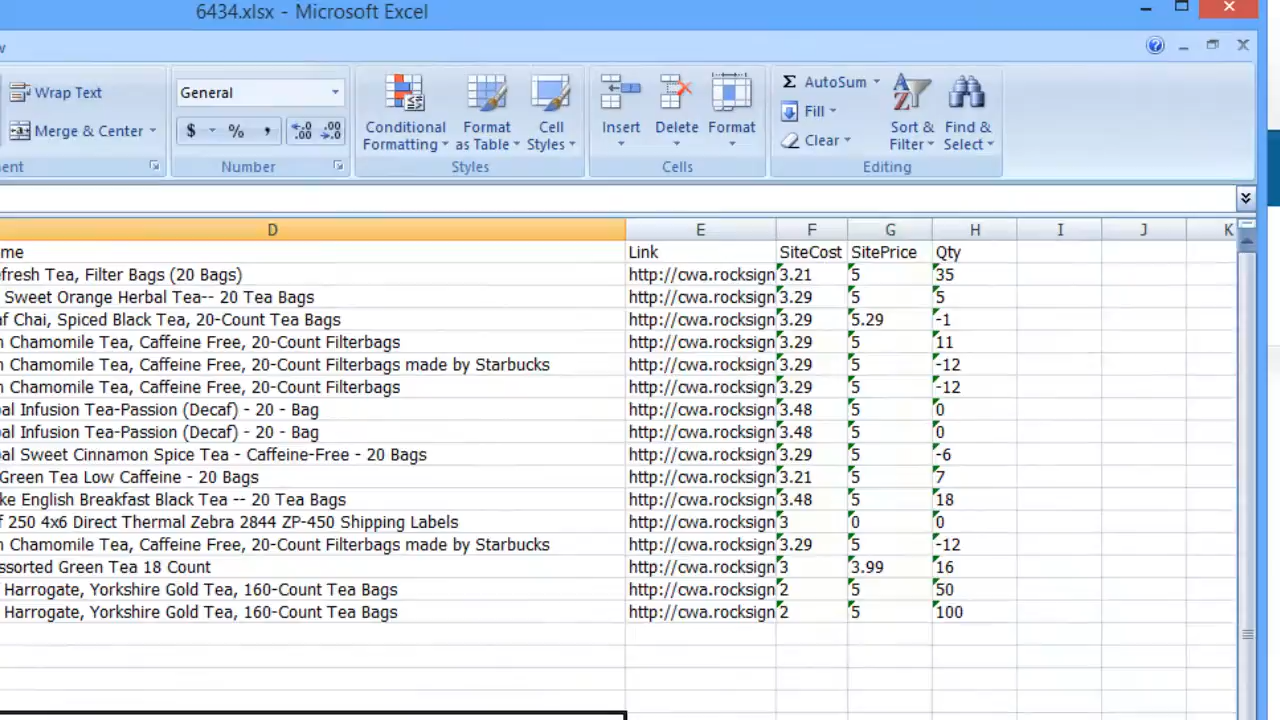 6434.xlsx - Microsoft Excel
Wrap Text
General
AutoSum
Fill
Clear
Merge & Center
$ % ,
Conditional Formatting
Format as Table
Cell Styles
Insert
Delete
Format
Sort & Filter
Find & Select
ent
Number
Styles
Cells
Editing
D E F G H I J K
me Link SiteCost SitePrice Qty
efresh Tea, Filter Bags (20 Bags) http://cwa.rocksign 3.21 5 35
Sweet Orange Herbal Tea-- 20 Tea Bags http://cwa.rocksign 3.29 5 5
af Chai, Spiced Black Tea, 20-Count Tea Bags http://cwa.rocksign 3.29 5.29 -1
n Chamomile Tea, Caffeine Free, 20-Count Filterbags http://cwa.rocksign 3.29 5 11
n Chamomile Tea, Caffeine Free, 20-Count Filterbags made by Starbucks http://cwa.rocksign 3.29 5 -12
n Chamomile Tea, Caffeine Free, 20-Count Filterbags http://cwa.rocksign 3.29 5 -12
al Infusion Tea-Passion (Decaf) - 20 - Bag http://cwa.rocksign 3.48 5 0
al Infusion Tea-Passion (Decaf) - 20 - Bag http://cwa.rocksign 3.48 5 0
al Sweet Cinnamon Spice Tea - Caffeine-Free - 20 Bags http://cwa.rocksign 3.29 5 -6
Green Tea Low Caffeine - 20 Bags http://cwa.rocksign 3.21 5 7
ke English Breakfast Black Tea -- 20 Tea Bags http://cwa.rocksign 3.48 5 18
f 250 4x6 Direct Thermal Zebra 2844 ZP-450 Shipping Labels http://cwa.rocksign 3 0 0
n Chamomile Tea, Caffeine Free, 20-Count Filterbags made by Starbucks http://cwa.rocksign 3.29 5 -12
ssorted Green Tea 18 Count http://cwa.rocksign 3 3.99 16
Harrogate, Yorkshire Gold Tea, 160-Count Tea Bags http://cwa.rocksign 2 5 50
Harrogate, Yorkshire Gold Tea, 160-Count Tea Bags http://cwa.rocksign 2 5 100